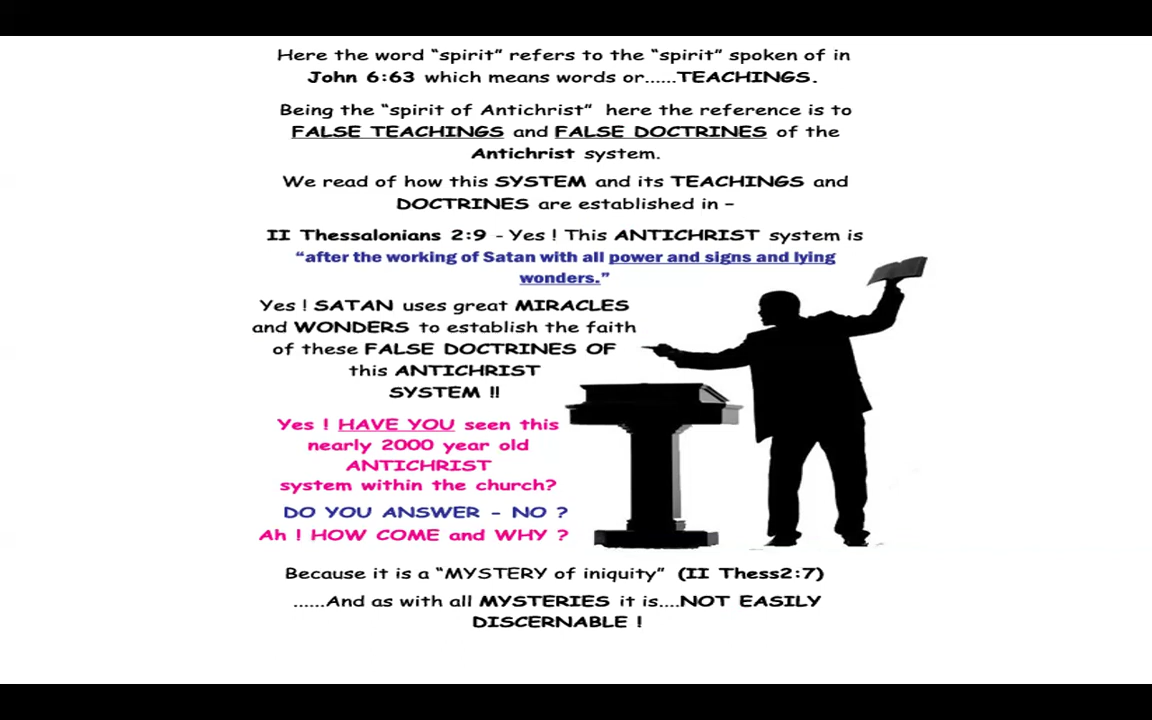 Here the word “spirit” refers to the “spirit” spoken of in
John 6:63 which means words or......TEACHINGS.
Being the “spirit of Antichrist” here the reference is to
FALSE TEACHINGS and FALSE DOCTRINES of the
Antichrist system.
We read of how this SYSTEM and its TEACHINGS and
DOCTRINES are established in –
II Thessalonians 2:9 - Yes ! This ANTICHRIST system is
“after the working of Satan with all power and signs and lying
wonders.”
Yes ! SATAN uses great MIRACLES
and WONDERS to establish the faith
of these FALSE DOCTRINES OF
this ANTICHRIST
SYSTEM !!
Yes ! HAVE YOU seen this
nearly 2000 year old
ANTICHRIST
system within the church?
DO YOU ANSWER – NO ?
Ah ! HOW COME and WHY ?
Because it is a “MYSTERY of iniquity” (II Thess2:7)
......And as with all MYSTERIES it is....NOT EASILY
DISCERNABLE !